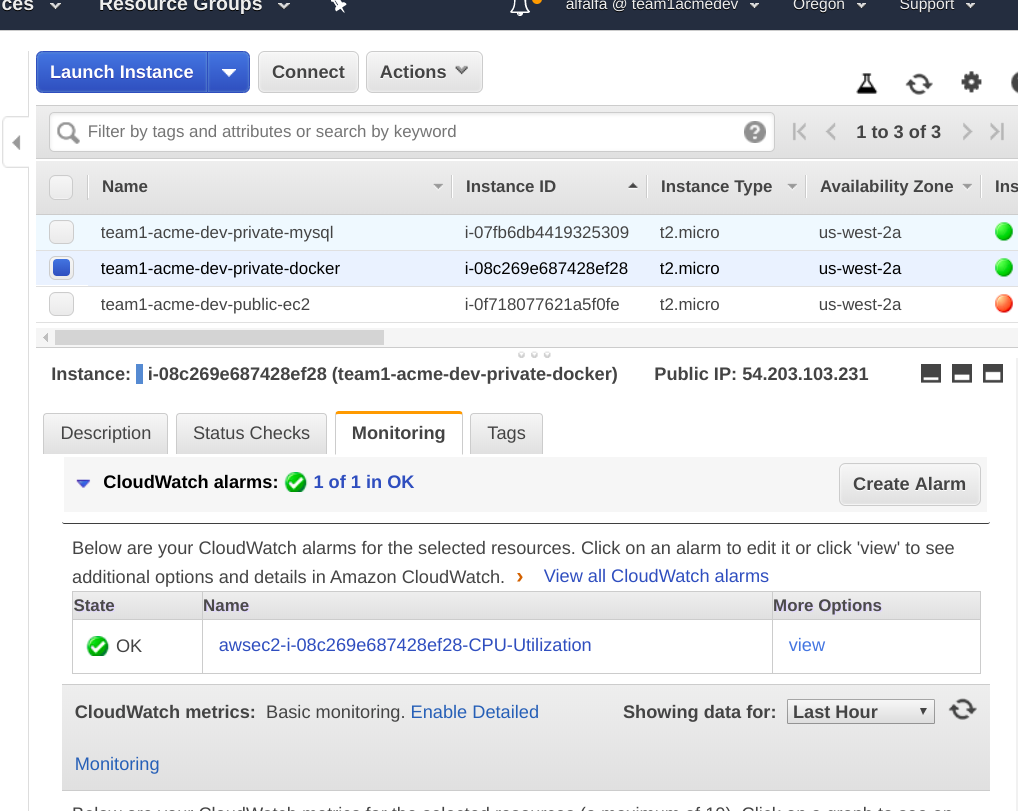 ces Resource Groups alfalfa @ team1acmedev Oregon Support
Launch Instance Connect Actions
Filter by tags and attributes or search by keyword ? 1 to 3 of 3
Name Instance ID Instance Type Availability Zone Ins
team1-acme-dev-private-mysql i-07fb6db4419325309 t2.micro us-west-2a
team1-acme-dev-private-docker i-08c269e687428ef28 t2.micro us-west-2a
team1-acme-dev-public-ec2 i-0f718077621a5f0fe t2.micro us-west-2a
Instance: i-08c269e687428ef28 (team1-acme-dev-private-docker) Public IP: 54.203.103.231
Description Status Checks Monitoring Tags
CloudWatch alarms: 1 of 1 in OK Create Alarm
Below are your CloudWatch alarms for the selected resources. Click on an alarm to edit it or click 'view' to see
additional options and details in Amazon CloudWatch. › View all CloudWatch alarms
State Name More Options
OK awsec2-i-08c269e687428ef28-CPU-Utilization view
CloudWatch metrics: Basic monitoring. Enable Detailed Showing data for: Last Hour
Monitoring
Below are your CloudWatch metrics for the selected resources (a maximum of 10). Click on a graph to see an